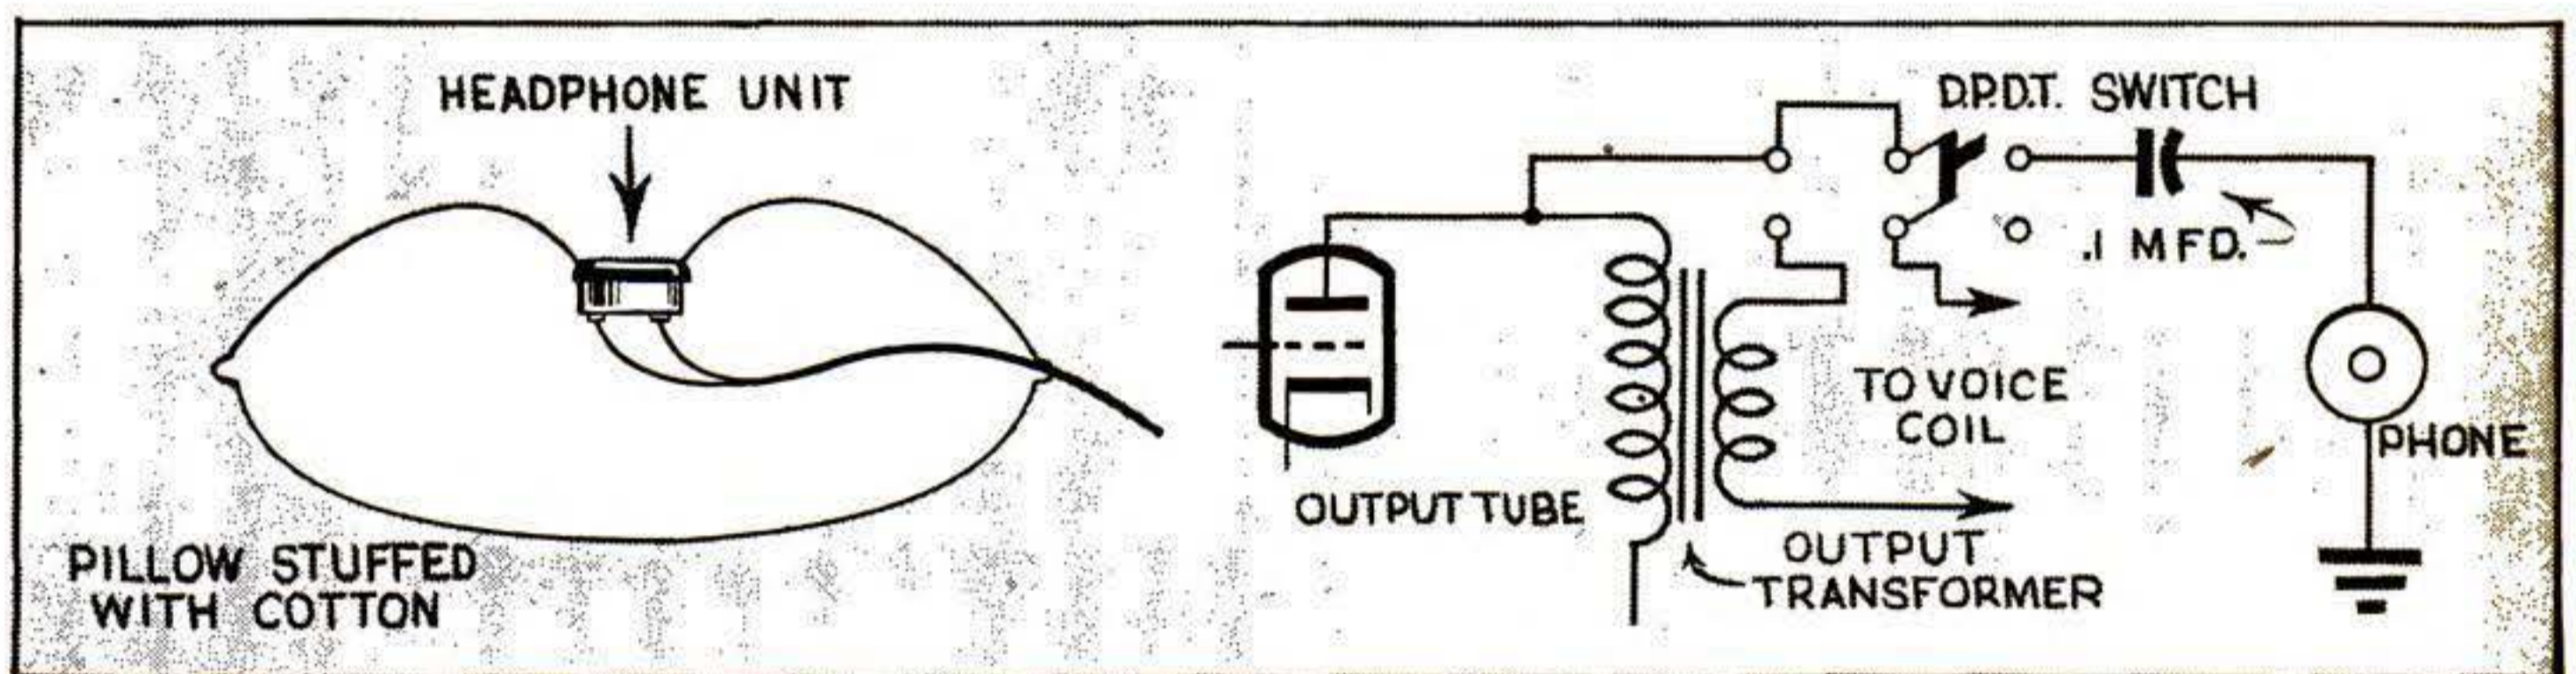 HEADPHONE UNIT
PILLOW STUFFED
WITH COTTON
D.P.D.T. SWITCH
.1 MFD.
TO VOICE
COIL
PHONE
OUTPUT TUBE
OUTPUT
TRANSFORMER